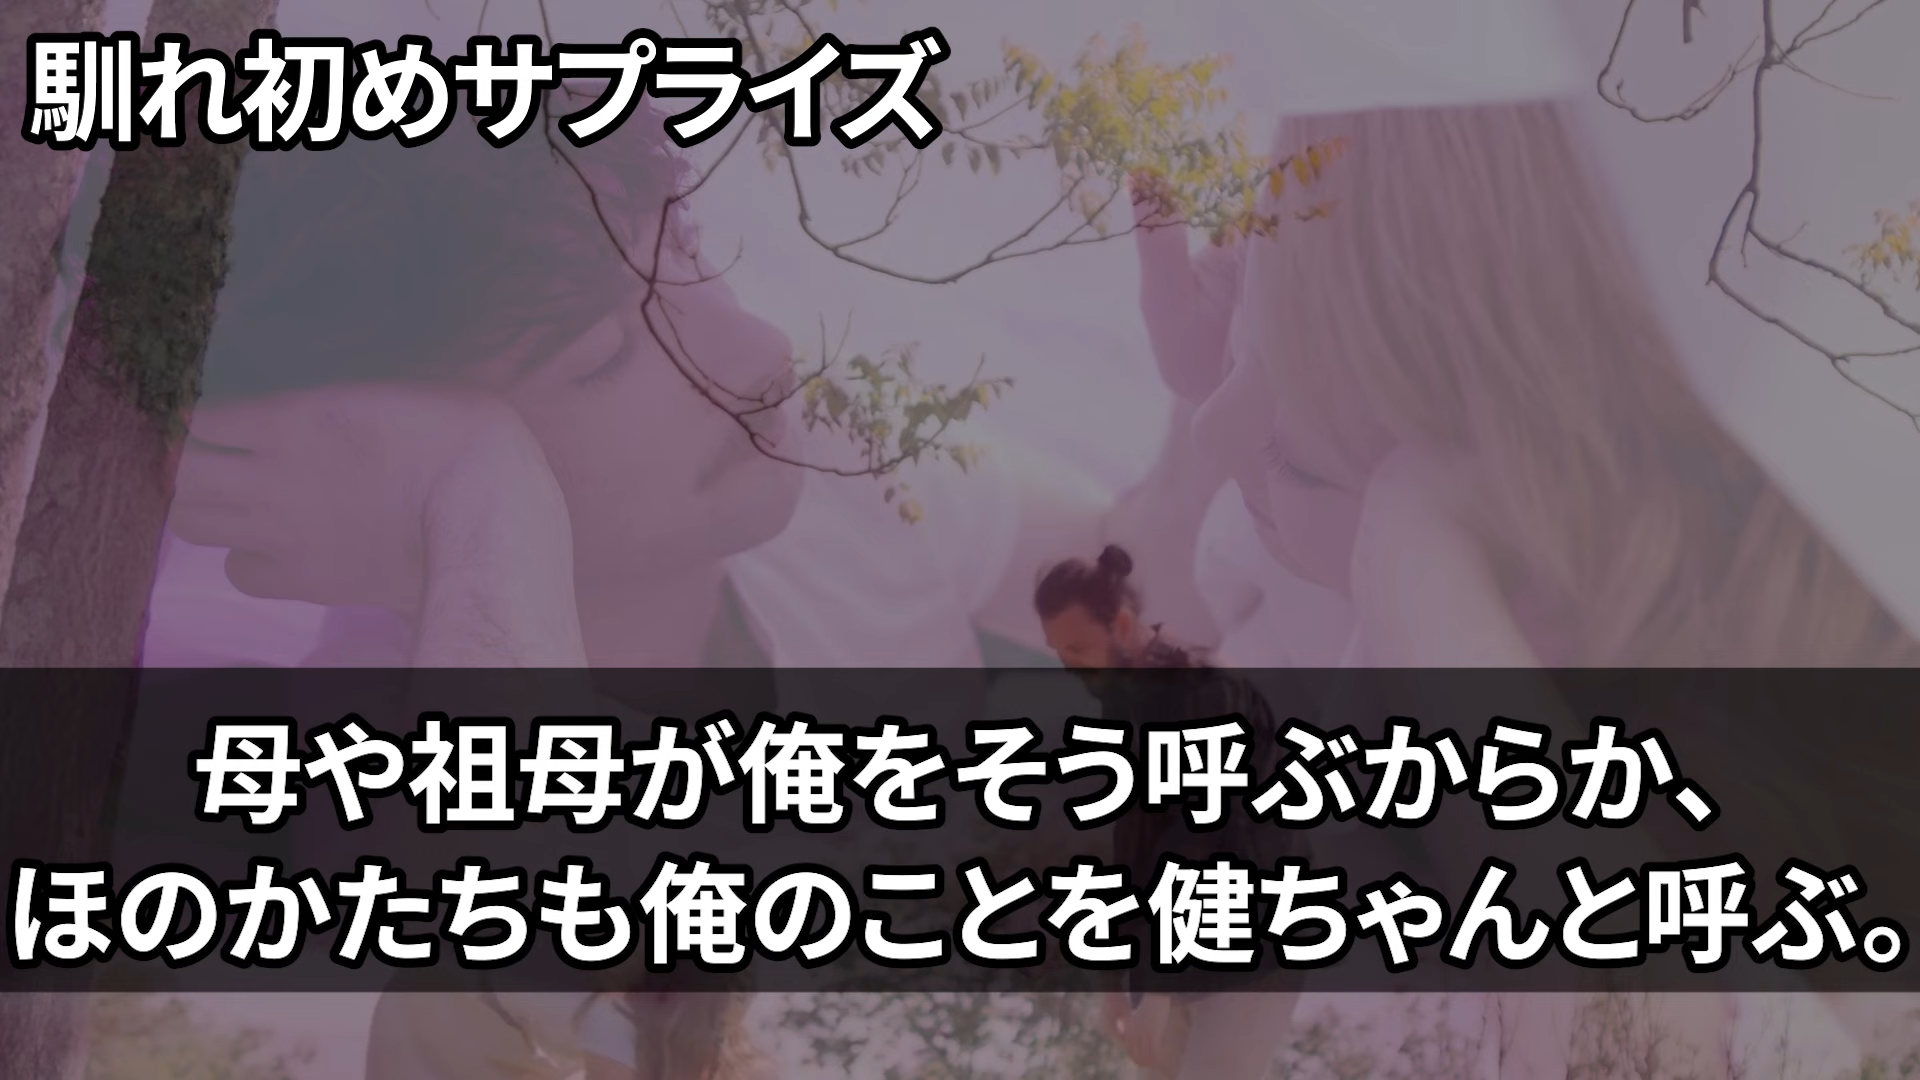 馴れ初めサプライズ
母や祖母が俺をそう呼ぶからか、
ほのかたちも俺のことを健ちゃんと呼ぶ。